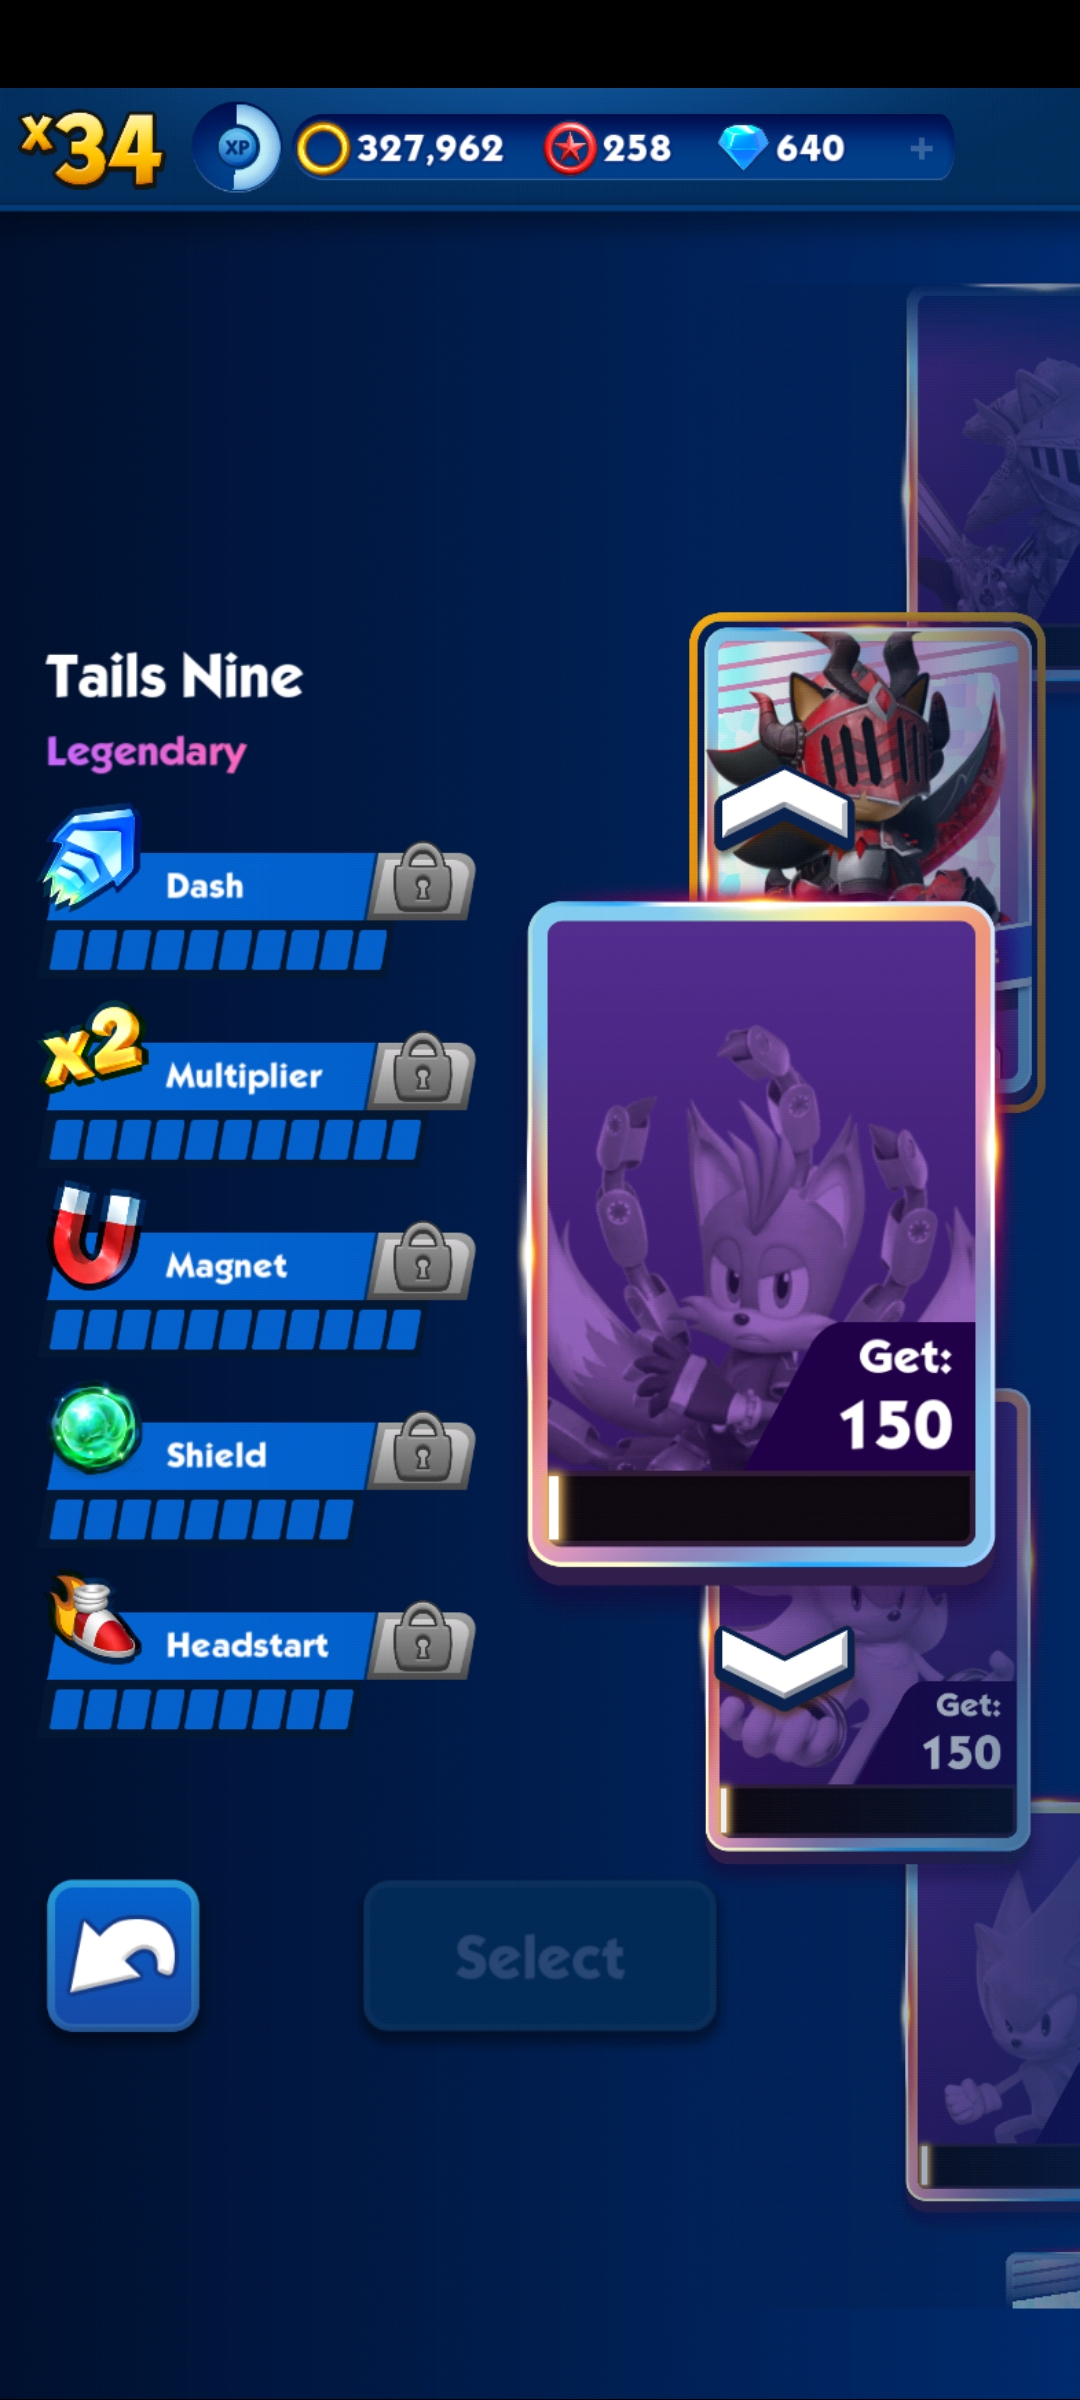 x34
XP
327,962
258
640
+
Tails Nine
Legendary
Dash
x2
Multiplier
Magnet
Shield
Headstart
Get:
150
Get:
150
Select